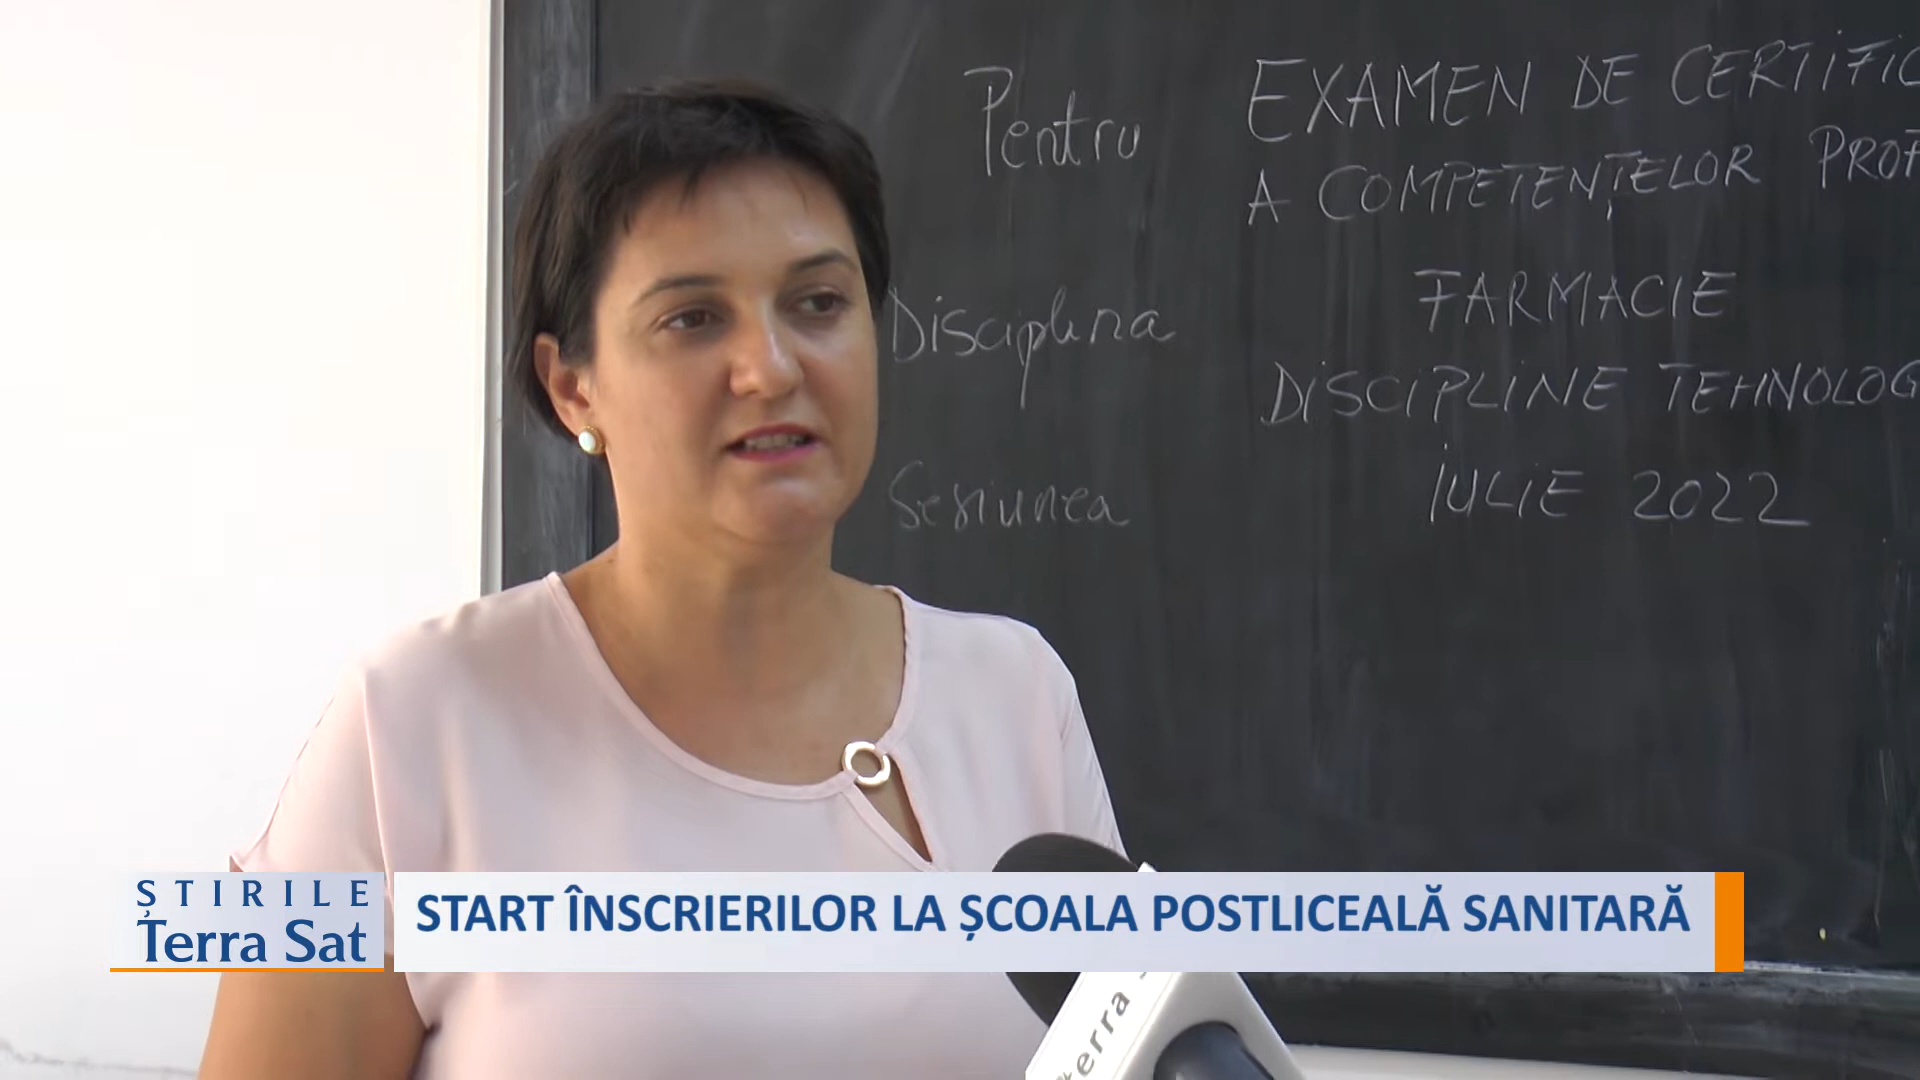 Pentru EXAMEN DE CERTIFIC
A COMPETENȚELOR PROF
Disciplina FARMACIE
DISCIPLINE TEHNOLOG
Sesiunea IULIE 2022
ȘTIRILE
Terra Sat
START ÎNSCRIERILOR LA ȘCOALA POSTLICEALĂ SANITARĂ
terra